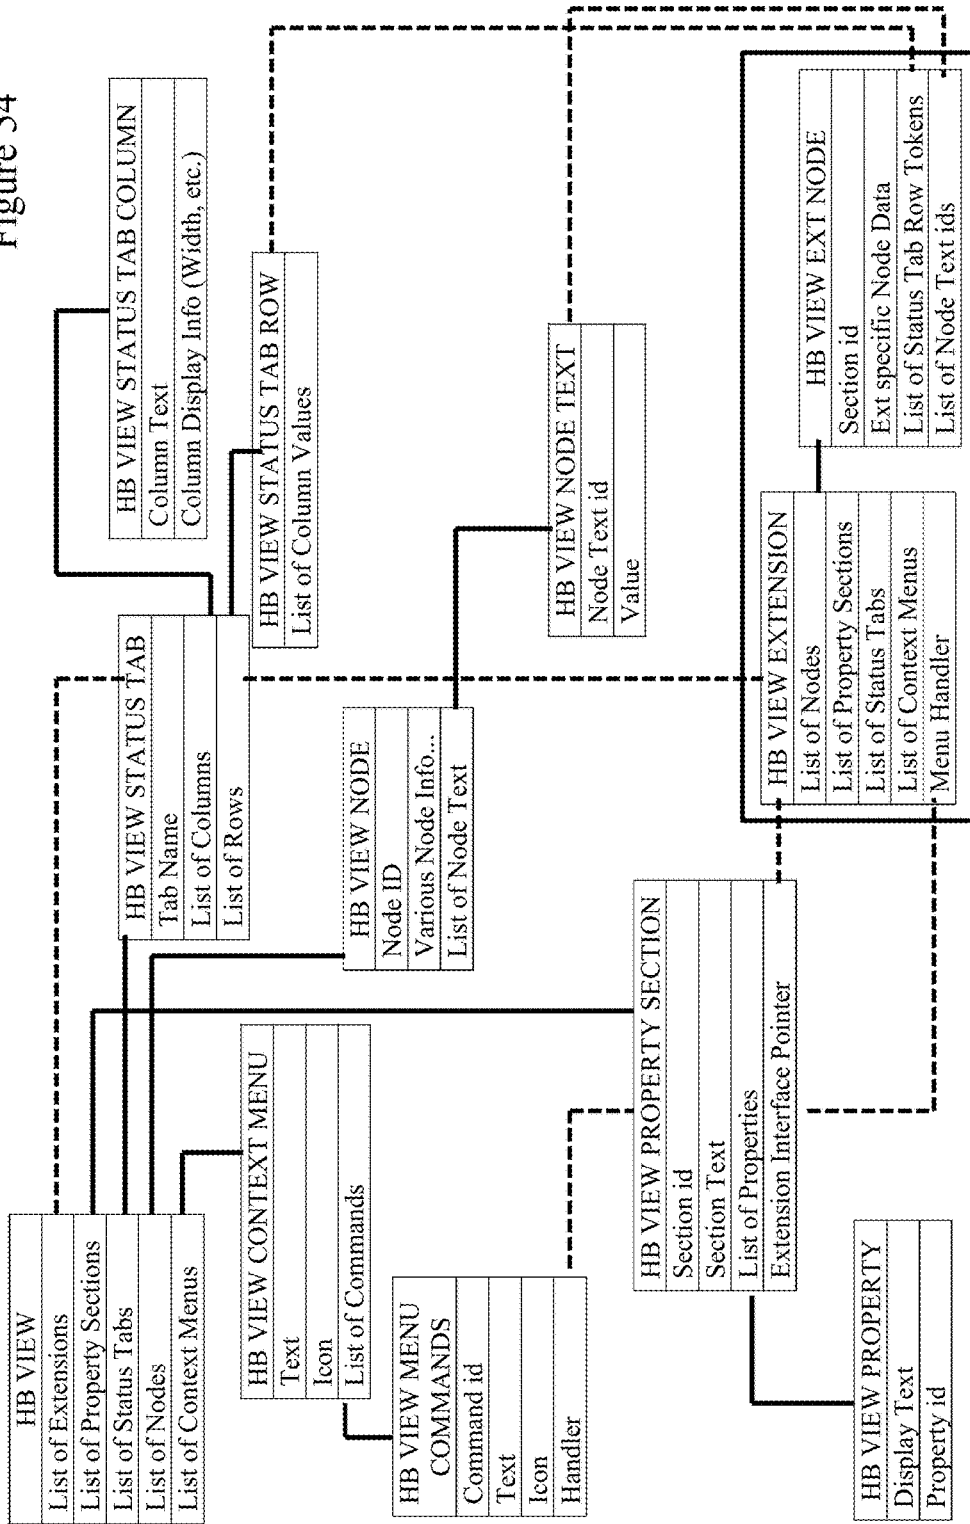 Figure 34
HB VIEW
List of Extensions
List of Property Sections
List of Status Tabs
List of Nodes
List of Context Menus
HB VIEW CONTEXT MENU
Text
Icon
List of Commands
HB VIEW MENU
COMMANDS
Command id
Text
Icon
Handler
HB VIEW PROPERTY
Display Text
Property id
HB VIEW PROPERTY SECTION
Section id
Section Text
List of Properties
Extension Interface Pointer
HB VIEW STATUS TAB
Tab Name
List of Columns
List of Rows
HB VIEW NODE
Node ID
Various Node Info...
List of Node Text
HB VIEW STATUS TAB COLUMN
Column Text
Column Display Info (Width, etc.)
HB VIEW STATUS TAB ROW
List of Column Values
HB VIEW NODE TEXT
Node Text id
Value
HB VIEW EXTENSION
List of Nodes
List of Property Sections
List of Status Tabs
List of Context Menus
Menu Handler
HB VIEW EXT NODE
Section id
Ext specific Node Data
List of Status Tab Row Tokens
List of Node Text ids